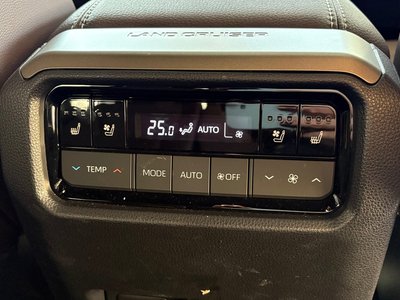 LAND CRUISER
25.0 AUTO
TEMP MODE AUTO OFF